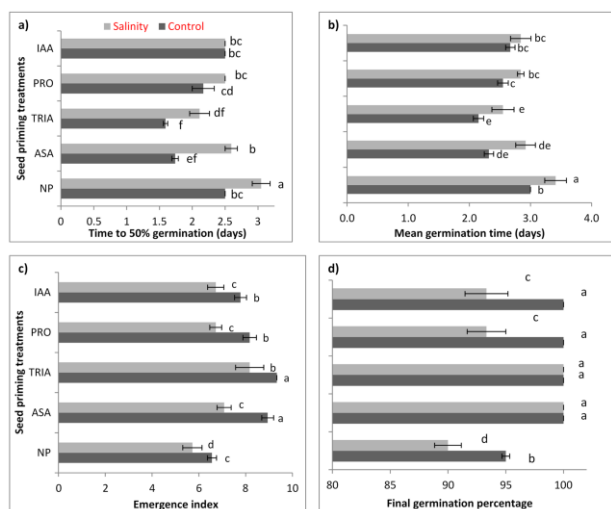 a)
Salinity Control
Seed priming treatments
IAA bc
bc
PRO bc
cd
TRIA df
f
ASA b
ef
NP a
bc
0 0.5 1 1.5 2 2.5 3
Time to 50% germination (days)
b)
bc
bc
bc
c
e
e
de
de
a
b
0.0 1.0 2.0 3.0 4.0
Mean germination time (days)
c)
Seed priming treatments
IAA c
b
PRO c
b
TRIA b
a
ASA c
a
NP d
c
0 2 4 6 8 10
Emergence index
d)
c
a
c
a
a
a
a
a
d
b
80 85 90 95 100
Final germination percentage